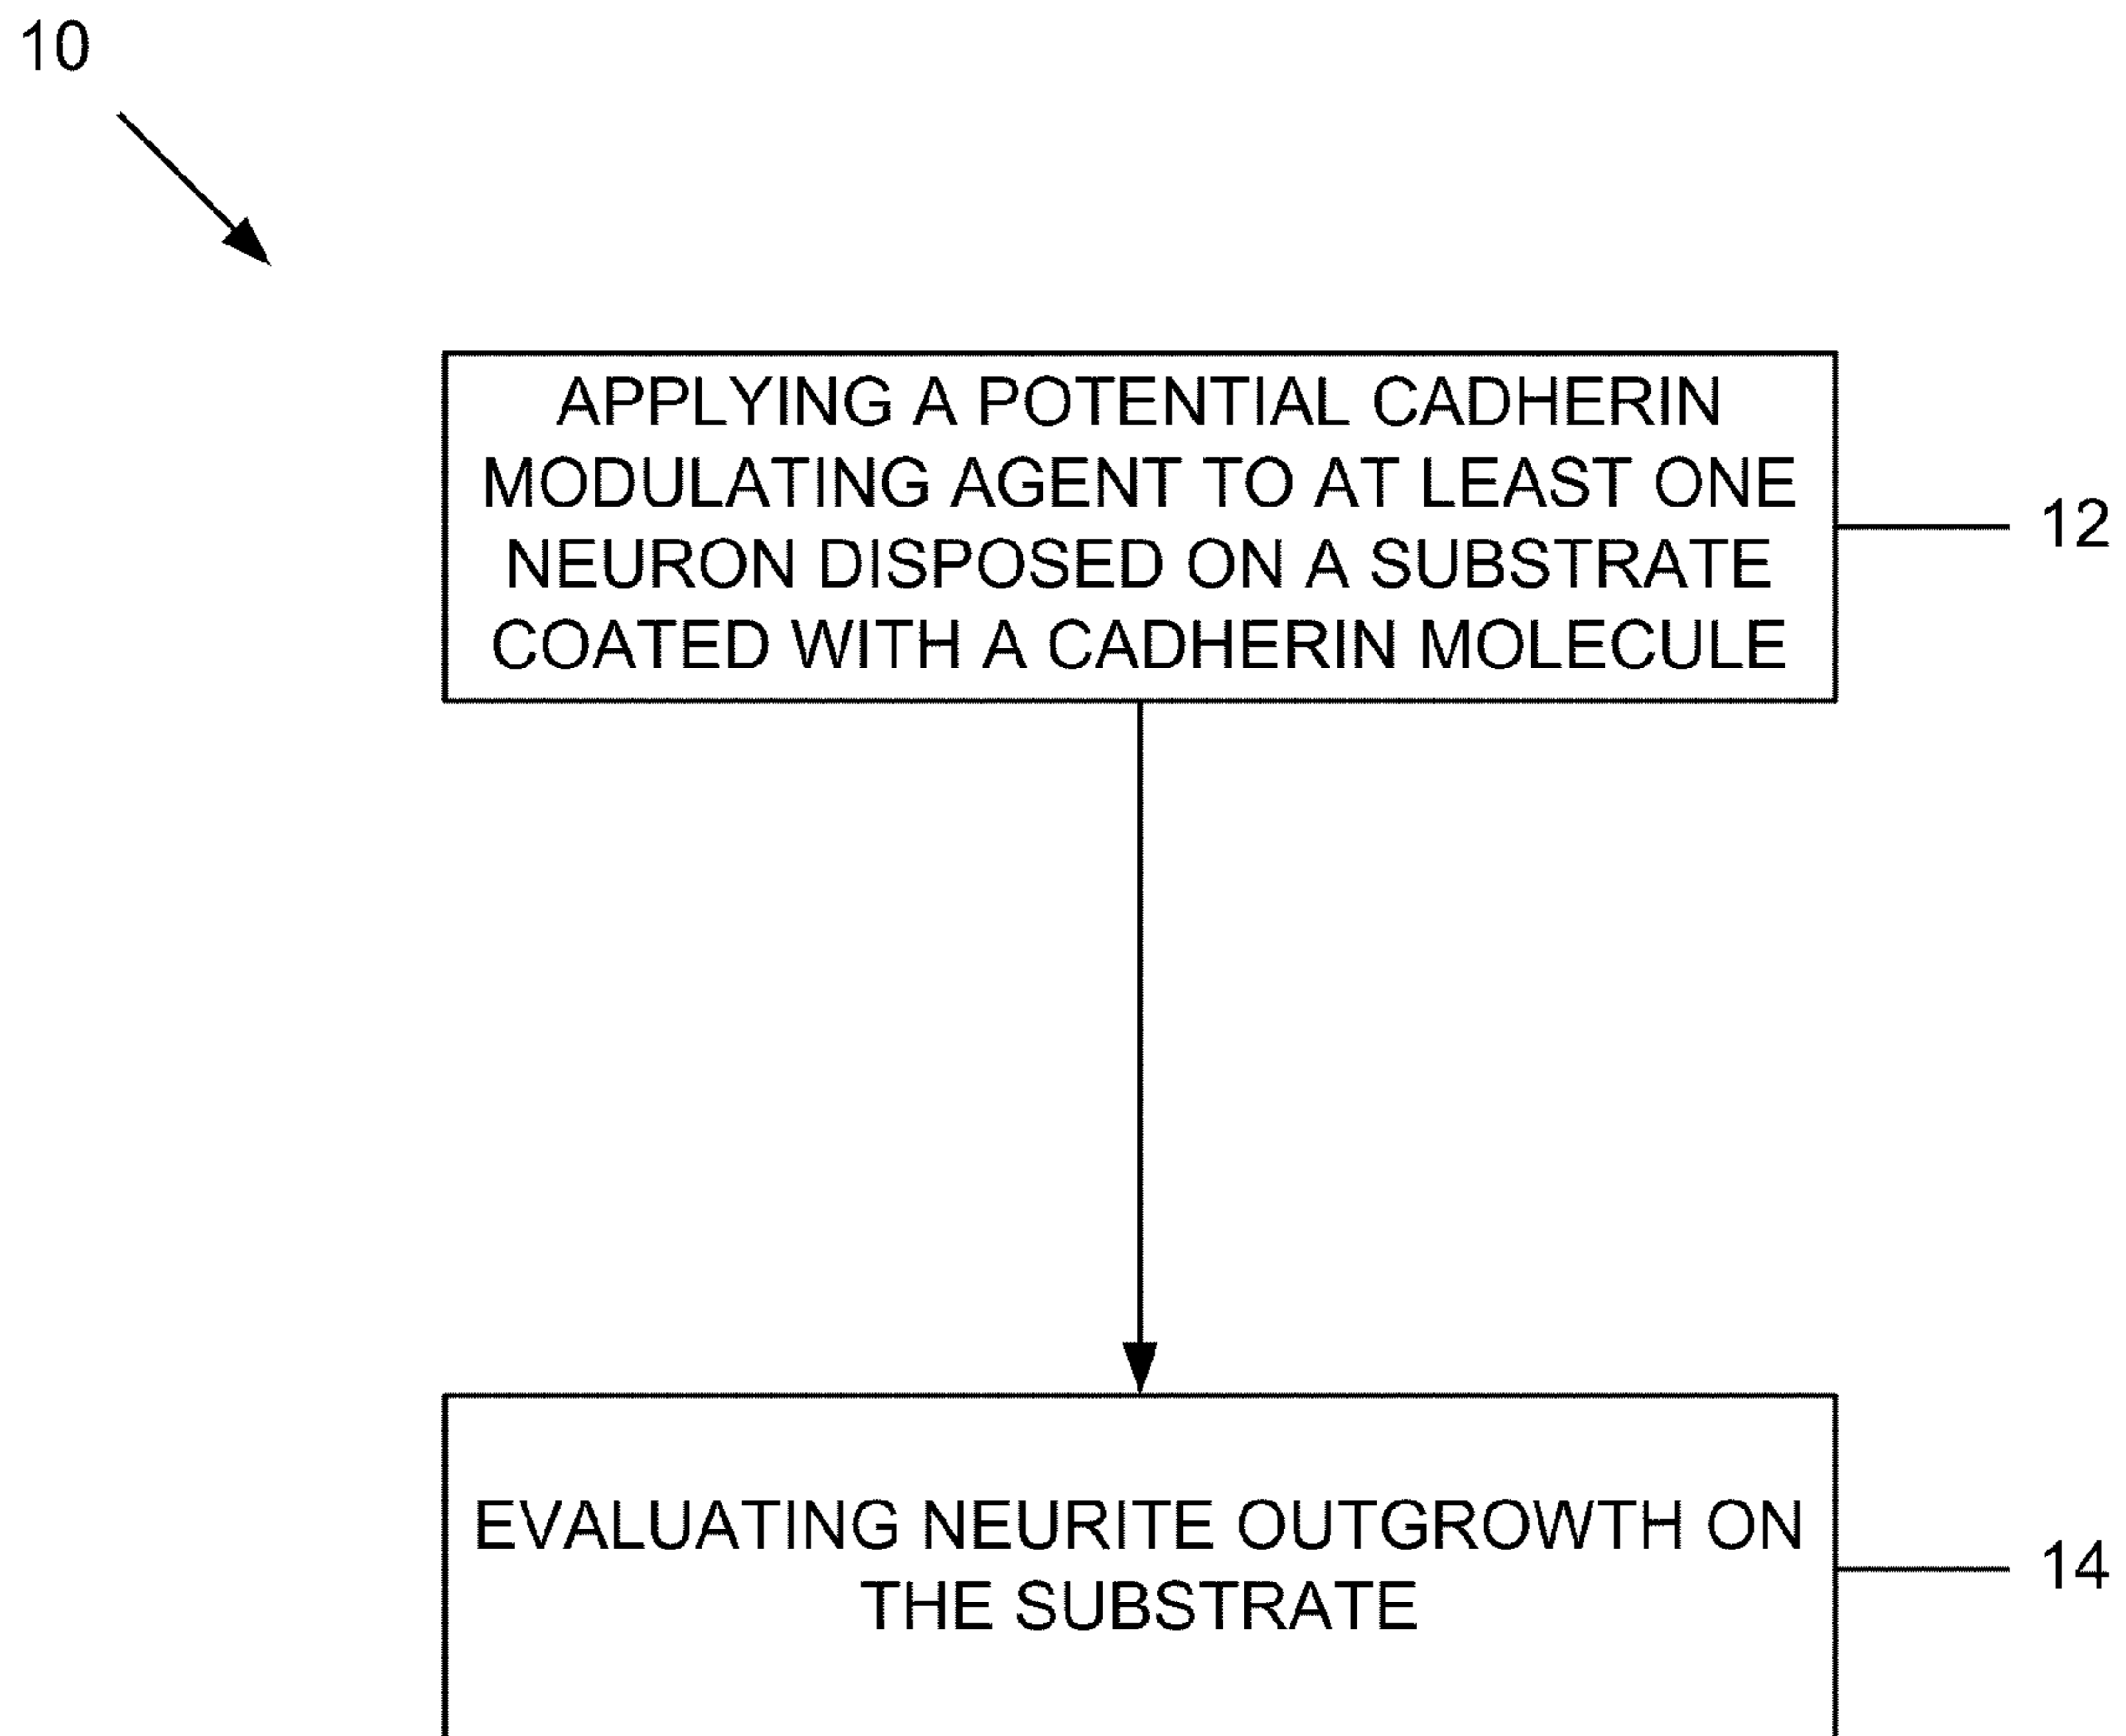 10
APPLYING A POTENTIAL CADHERIN
MODULATING AGENT TO AT LEAST ONE
NEURON DISPOSED ON A SUBSTRATE
COATED WITH A CADHERIN MOLECULE
12
EVALUATING NEURITE OUTGROWTH ON
THE SUBSTRATE
14